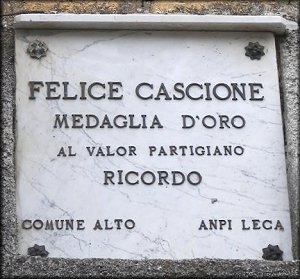 FELICE CASCIONE
MEDAGLIA D'ORO
AL VALOR PARTIGIANO
RICORDO
COMUNE ALTO ANPI LECA